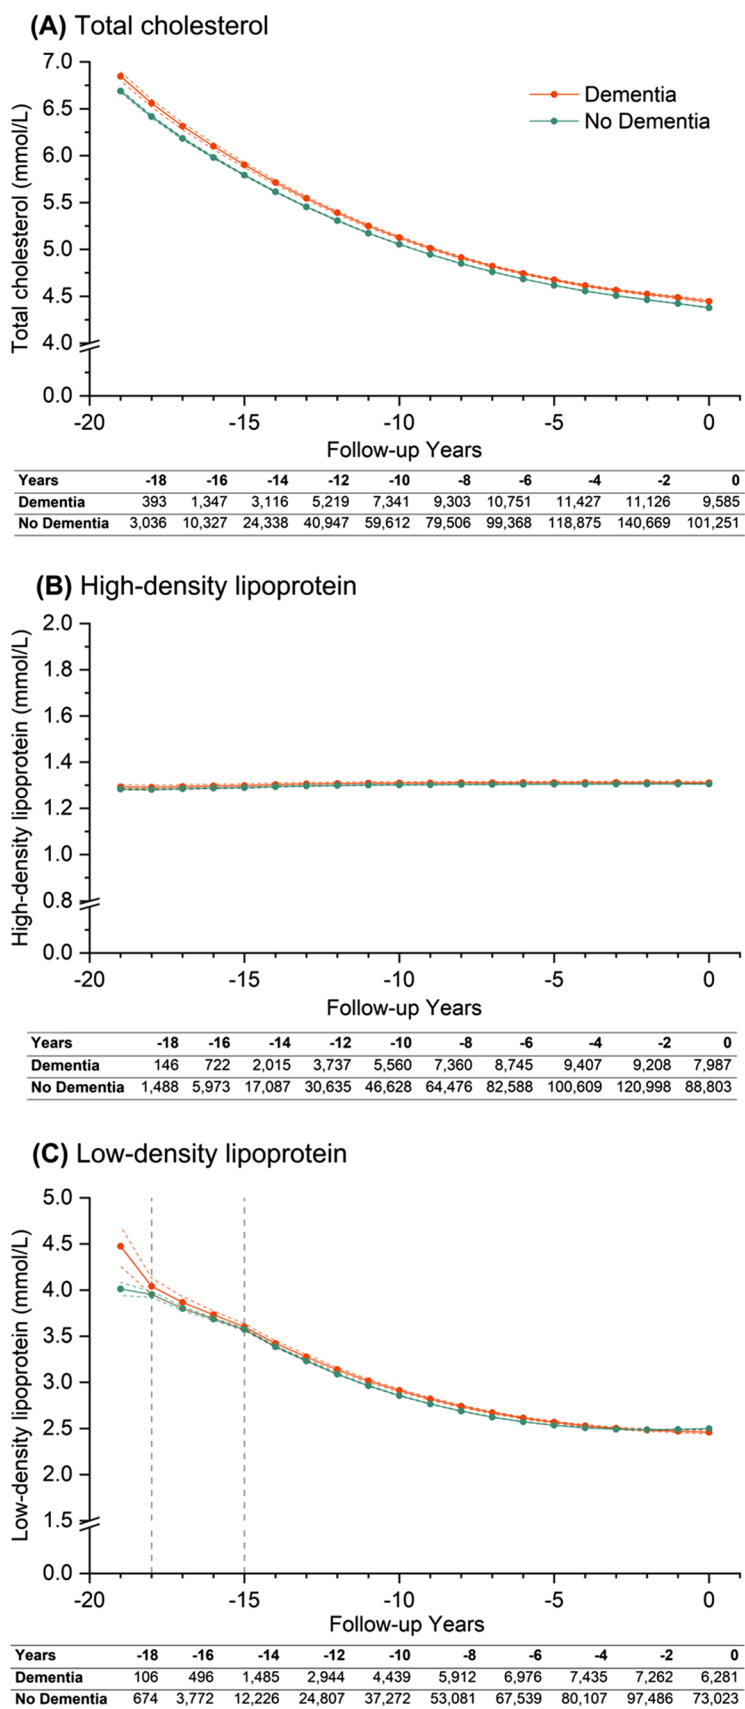 (A) Total cholesterol
Total cholesterol (mmol/L)
7.0
6.5
6.0
5.5
5.0
4.5
4.0
0.0
Dementia
No Dementia
-20 -15 -10 -5 0
Follow-up Years
Years -18 -16 -14 -12 -10 -8 -6 -4 -2 0
Dementia 393 1,347 3,116 5,219 7,341 9,303 10,751 11,427 11,126 9,585
No Dementia 3,036 10,327 24,338 40,947 59,612 79,506 99,368 118,875 140,669 101,251
(B) High-density lipoprotein
High-density lipoprotein (mmol/L)
2.0
1.8
1.6
1.4
1.2
1.0
0.8
0.0
-20 -15 -10 -5 0
Follow-up Years
Years -18 -16 -14 -12 -10 -8 -6 -4 -2 0
Dementia 146 722 2,015 3,737 5,560 7,360 8,745 9,407 9,208 7,987
No Dementia 1,488 5,973 17,087 30,635 46,628 64,476 82,588 100,609 120,998 88,803
(C) Low-density lipoprotein
Low-density lipoprotein (mmol/L)
5.0
4.5
4.0
3.5
3.0
2.5
2.0
1.5
0.0
-20 -15 -10 -5 0
Follow-up Years
Years -18 -16 -14 -12 -10 -8 -6 -4 -2 0
Dementia 106 496 1,485 2,944 4,439 5,912 6,976 7,435 7,262 6,281
No Dementia 674 3,772 12,226 24,807 37,272 53,081 67,539 80,107 97,486 73,023